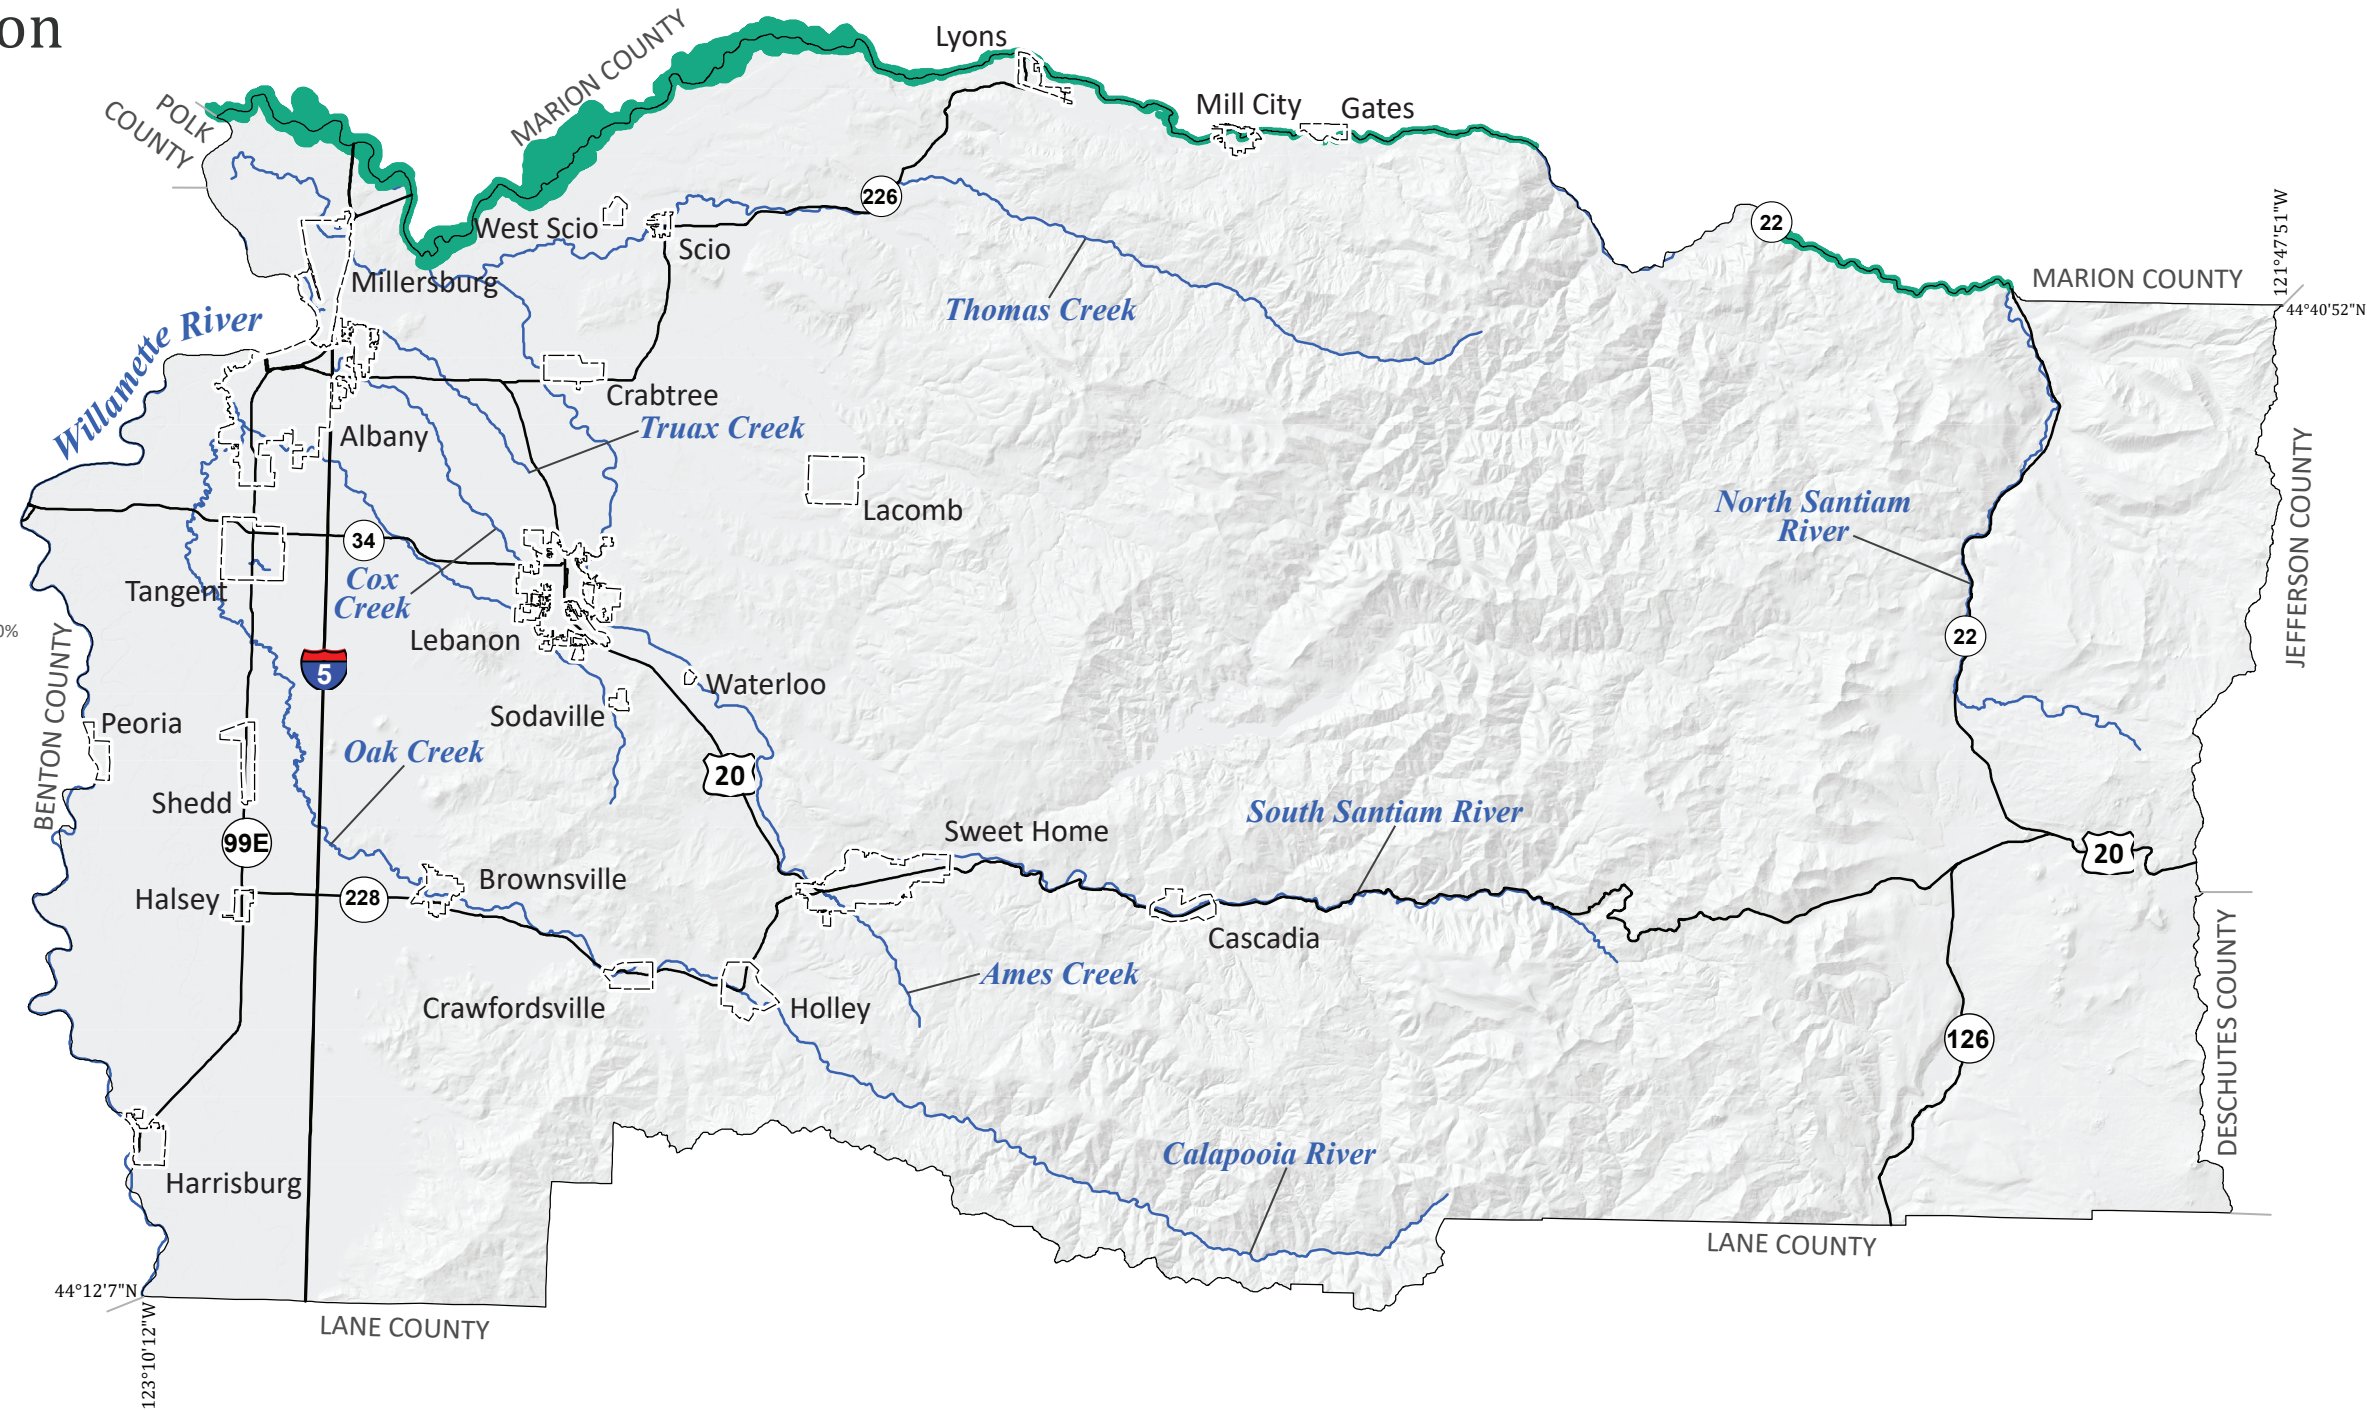 on
Lyons
MARION COUNTY
POLK
COUNTY
Mill City
Gates
226
West Scio
Scio
22
121°47'51"W
MARION COUNTY
44°40'52"N
Millersburg
Thomas Creek
Willamette River
Crabtree
Truax Creek
Albany
Lacomb
North Santiam
River
JEFFERSON COUNTY
34
Cox
Creek
Tangent
Lebanon
0%
22
5
Waterloo
Sodaville
Peoria
BENTON COUNTY
Oak Creek
20
Shedd
South Santiam River
Sweet Home
99E
20
Brownsville
Halsey
228
Cascadia
Ames Creek
DESCHUTES COUNTY
Crawfordsville
Holley
126
Calapooia River
Harrisburg
LANE COUNTY
44°12'7"N
LANE COUNTY
123°10'12"W